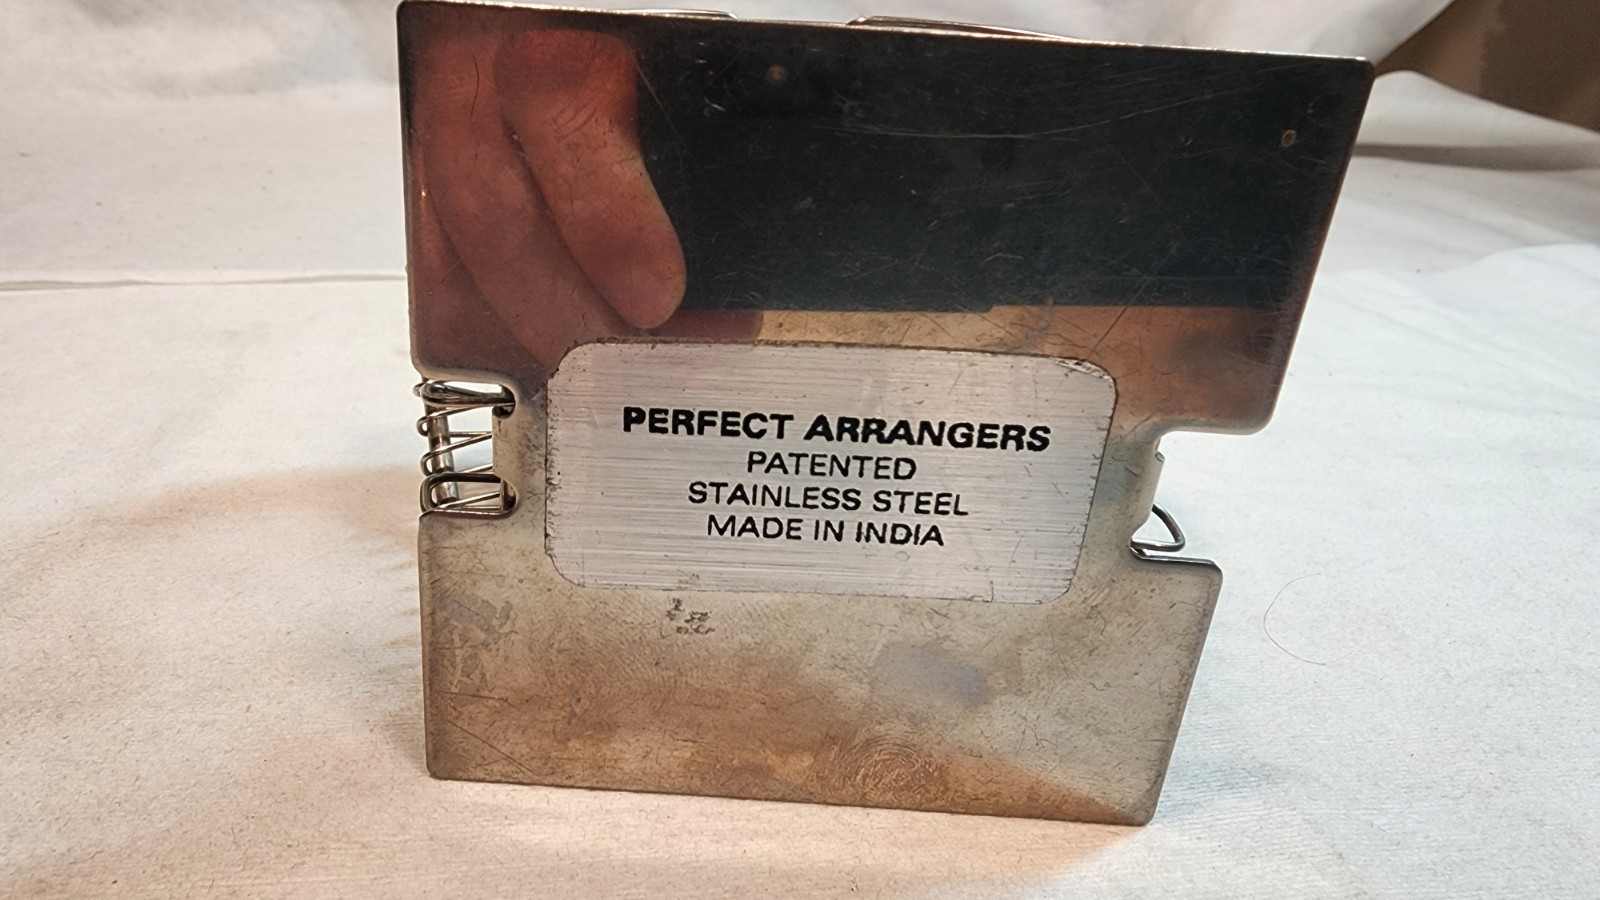 PERFECT ARRANGERS
PATENTED
STAINLESS STEEL
MADE IN INDIA